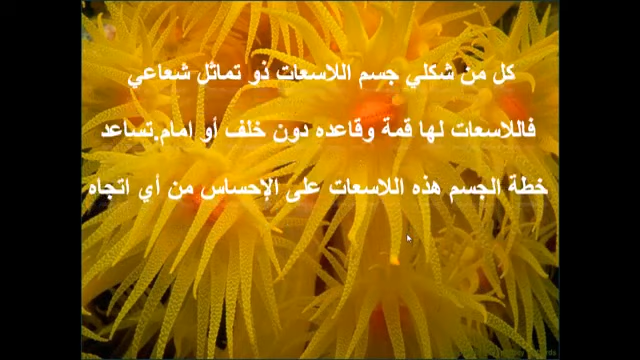 كل من شكلي جسم اللاسعات ذو تماثل شعاعي
فاللاسعات لها قمة وقاعده دون خلف أو امام.تساعد
خطة الجسم هذه اللاسعات على الإحساس من أي اتجاه